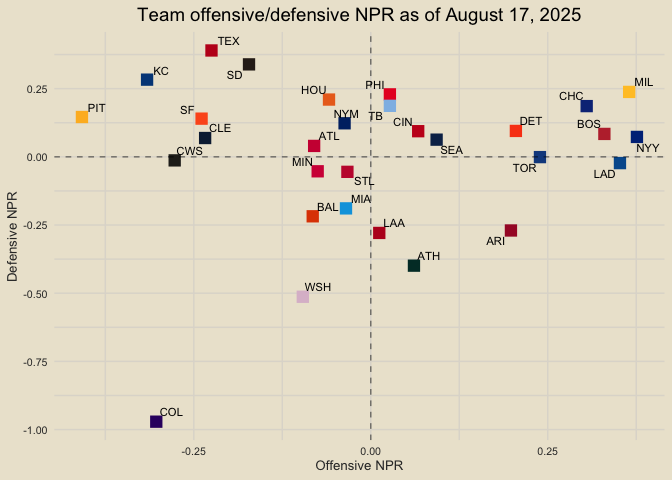 Team offensive/defensive NPR as of August 17, 2025
TEX
SD
KC
PIT
SF
CLE
CWS
HOU
PHI
NYM
TB
ATL
CIN
SEA
MIN
STL
MIL
CHC
DET
BOS
NYY
TOR
LAD
BAL
MIA
LAA
ARI
ATH
WSH
COL
0.25
0.00
-0.25
-0.50
-0.75
-1.00
Defensive NPR
-0.25
0.00
0.25
Offensive NPR